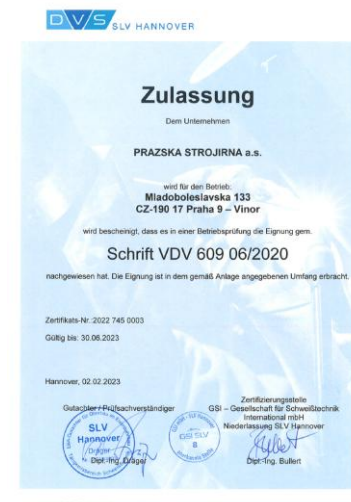 DVS SLV HANNOVER
Zulassung
Dem Unternehmen
PRAZSKA STROJIRNA a.s.
wird für den Betrieb:
Mladoboleslavska 133
CZ-190 17 Praha 9 – Vinor
wird bescheinigt, dass es in einer Betriebsprüfung die Eignung gem.
Schrift VDV 609 06/2020
nachgewiesen hat. Die Eignung ist in dem gemäß Anlage angegebenen Umfang erbracht.
Zertifikats-Nr.:2022 745 0003
Gültig bis: 30.06.2023
Hannover, 02.02.2023
Gutachter / Prüfsachverständiger
Zertifizierungsstelle
GSI – Gesellschaft für Schweißtechnik
International mbH
Niederlassung SLV Hannover
SLV
Hannover
Dräger
GSI SLV
8
Dipl.-Ing. Dräger
Dipl.-Ing. Bullert